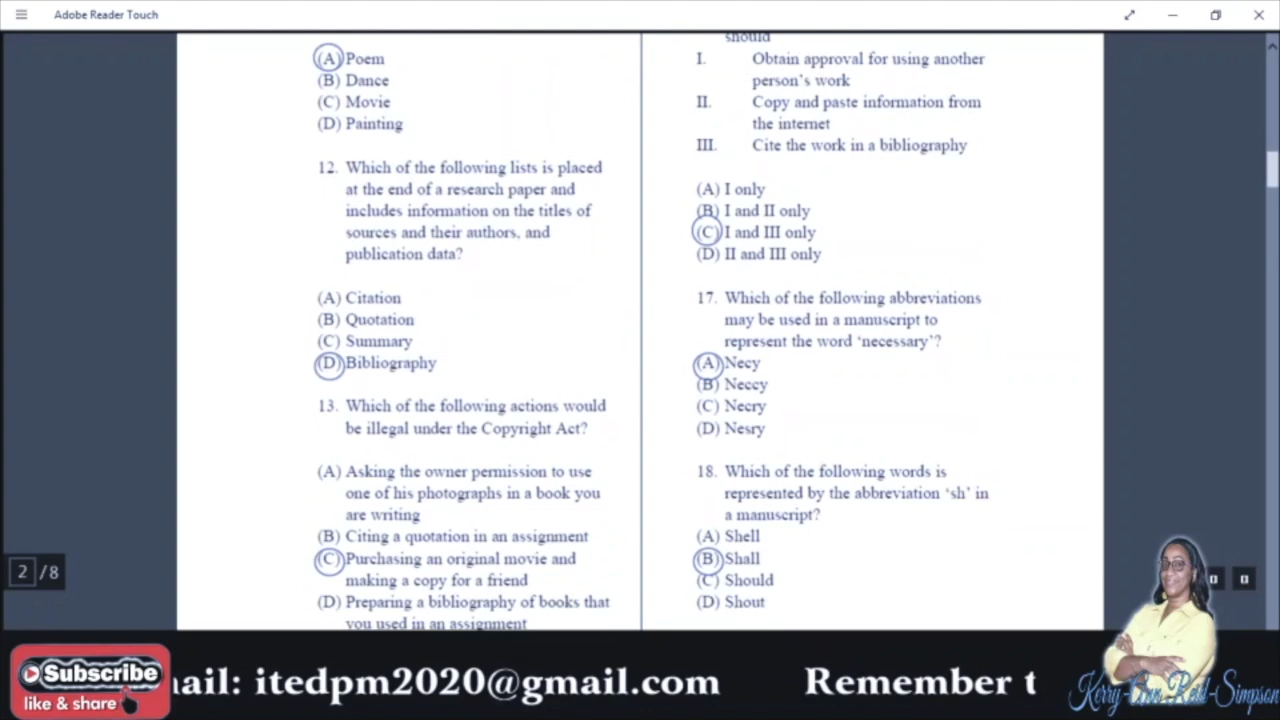 Adobe Reader Touch
(A) Poem
(B) Dance
(C) Movie
(D) Painting
12. Which of the following lists is placed
at the end of a research paper and
includes information on the titles of
sources and their authors, and
publication data?
(A) Citation
(B) Quotation
(C) Summary
(D) Bibliography
13. Which of the following actions would
be illegal under the Copyright Act?
(A) Asking the owner permission to use
one of his photographs in a book you
are writing
(B) Citing a quotation in an assignment
(C) Purchasing an original movie and
making a copy for a friend
(D) Preparing a bibliography of books that
you used in an assignment
should
I. Obtain approval for using another
person's work
II. Copy and paste information from
the internet
III. Cite the work in a bibliography
(A) I only
(B) I and II only
(C) I and III only
(D) II and III only
17. Which of the following abbreviations
may be used in a manuscript to
represent the word 'necessary'?
(A) Necy
(B) Neccy
(C) Necry
(D) Nesry
18. Which of the following words is
represented by the abbreviation 'sh' in
a manuscript?
(A) Shell
(B) Shall
(C) Should
(D) Shout
2 /8
Subscribe
like & share
ail: itedpm2020@gmail.com Remember t
Kerry-Ann Reid-Simpson